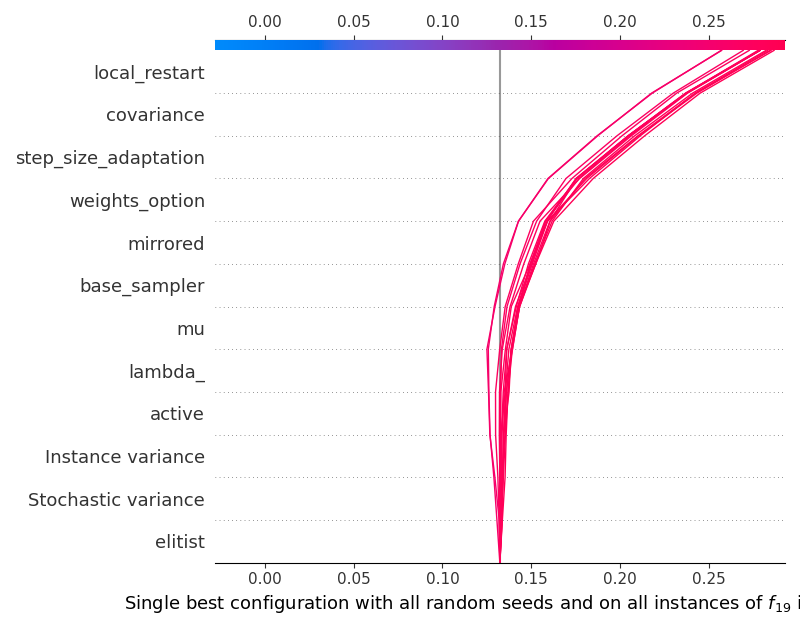 0.00 0.05 0.10 0.15 0.20 0.25
local_restart
covariance
step_size_adaptation
weights_option
mirrored
base_sampler
mu
lambda_
active
Instance variance
Stochastic variance
elitist
0.00 0.05 0.10 0.15 0.20 0.25
Single best configuration with all random seeds and on all instances of f19 i